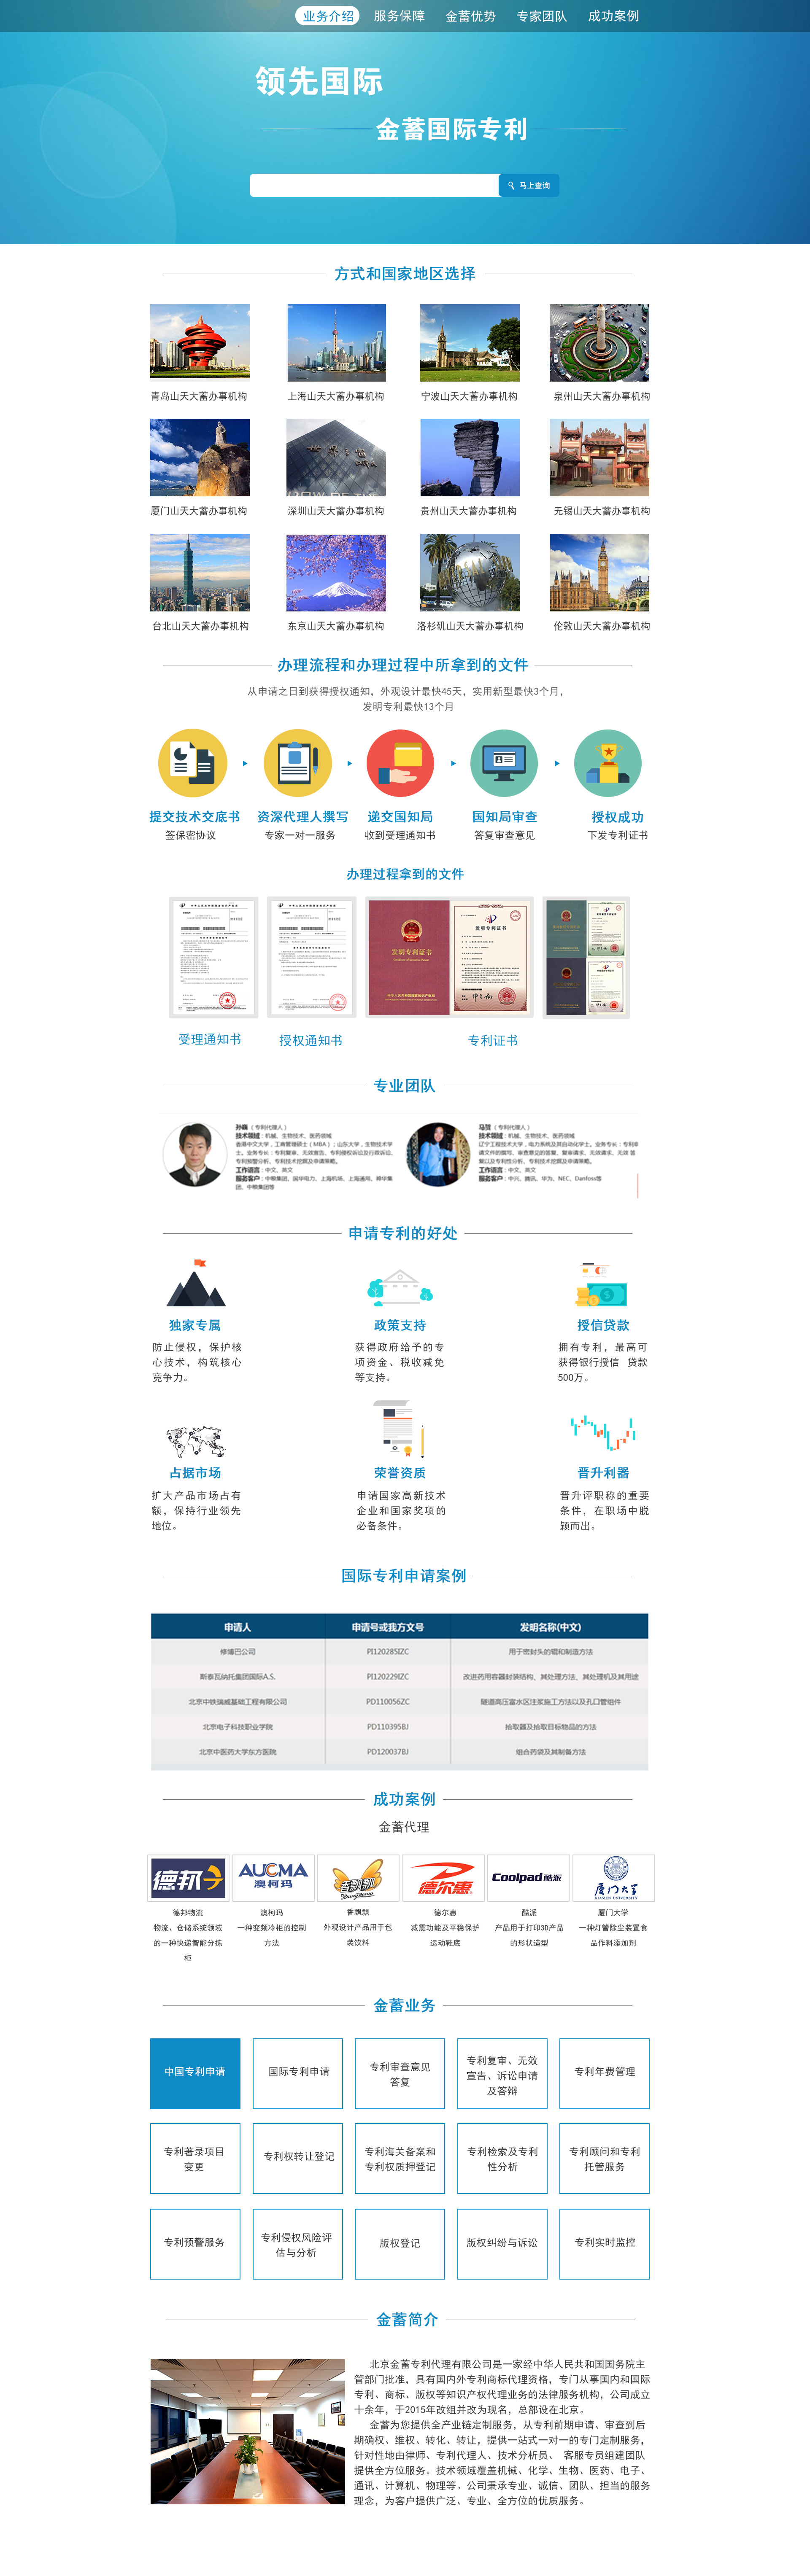 业务介绍 服务保障 金蓄优势 专家团队 成功案例
领先国际
金蓄国际专利
马上查询
方式和国家地区选择
青岛山天大蓄办事机构 上海山天大蓄办事机构 宁波山天大蓄办事机构 泉州山天大蓄办事机构
厦门山天大蓄办事机构 深圳山天大蓄办事机构 贵州山天大蓄办事机构 无锡山天大蓄办事机构
台北山天大蓄办事机构 东京山天大蓄办事机构 洛杉矶山天大蓄办事机构 伦敦山天大蓄办事机构
办理流程和办理过程中所拿到的文件
从申请之日到获得授权通知，外观设计最快45天，实用新型最快3个月，
发明专利最快13个月
提交技术交底书 资深代理人撰写 递交国知局 国知局审查 授权成功
签保密协议 专家一对一服务 收到受理通知书 答复审查意见 下发专利证书
办理过程拿到的文件
发明专利证书
发明专利证书
受理通知书 授权通知书 专利证书
专业团队
孙巍（专利代理人）
技术领域：机械、生物技术、医药领域
香港中文大学，工商管理硕士（MBA）；山东大学，生物技术学
士。业务专长：专利复审、无效宣告、专利侵权诉讼及行政诉讼、
专利预警分析、专利技术挖掘及申请策略。
工作语言：中文、英文
服务客户：中粮集团、国华电力、上海机场、上海通用、神华集
团、中粮集团等
马贺（专利代理人）
技术领域：机械、生物技术、医药领域
辽宁工程技术大学，电力系统及其自动化学士。业务专长：专利申
请文件的撰写、审查意见的答复、复审请求、无效请求、无效 答
复以及专利性分析、专利技术挖掘及申请策略。
工作语言：中文、英文
服务客户：中兴、腾讯、华为、NEC、Danfoss等
申请专利的好处
独家专属 政策支持 授信贷款
防止侵权，保护核
心技术，构筑核心
竞争力。
获得政府给予的专
项资金、税收减免
等支持。
拥有专利，最高可
获得银行授信 贷款
500万。
占据市场 荣誉资质 晋升利器
扩大产品市场占有
额，保持行业领先
地位。
申请国家高新技术
企业和国家奖项的
必备条件。
晋升评职称的重要
条件，在职场中脱
颖而出。
国际专利申请案例
申请人 申请号或我方文号 发明名称(中文)
修博巴公司 PI120285IZC 用于密封头的辊和制造方法
斯泰瓦纳托集团国际A.S. PI120229IZC 改进药用容器封装结构、其处理方法、其处理机及其用途
北京中铁瑞威基础工程有限公司 PD110056ZC 隧道高压富水区注浆施工方法以及孔口管组件
北京电子科技职业学院 PD110395BJ 拾取器及拾取目标物品的方法
北京中医药大学东方医院 PD120037BJ 组合药袋及其制备方法
成功案例
金蓄代理
德邦 AUCMA 澳柯玛 香飘飘 德尔惠 Coolpad酷派 厦门大学 XIAMEN UNIVERSITY
德邦物流
物流、仓储系统领域
的一种快递智能分拣
柜
澳柯玛
一种变频冷柜的控制
方法
香飘飘
外观设计产品用于包
装饮料
德尔惠
减震功能及平稳保护
运动鞋底
酷派
产品用于打印3D产品
的形状造型
厦门大学
一种灯管除尘装置食
品作料添加剂
金蓄业务
中国专利申请
国际专利申请
专利审查意见
答复
专利复审、无效
宣告、诉讼申请
及答辩
专利年费管理
专利著录项目
变更
专利权转让登记
专利海关备案和
专利权质押登记
专利检索及专利
性分析
专利顾问和专利
托管服务
专利预警服务
专利侵权风险评
估与分析
版权登记
版权纠纷与诉讼
专利实时监控
金蓄简介
北京金蓄专利代理有限公司是一家经中华人民共和国国务院主
管部门批准，具有国内外专利商标代理资格，专门从事国内和国际
专利、商标、版权等知识产权代理业务的法律服务机构，公司成立
十余年，于2015年改组并改为现名，总部设在北京。
金蓄为您提供全产业链定制服务，从专利前期申请、审查到后
期确权、维权、转化、转让，提供一站式一对一的专门定制服务，
针对性地由律师、专利代理人、技术分析员、 客服专员组建团队
提供全方位服务。技术领域覆盖机械、化学、生物、医药、电子、
通讯、计算机、物理等。公司秉承专业、诚信、团队、担当的服务
理念，为客户提供广泛、专业、全方位的优质服务。